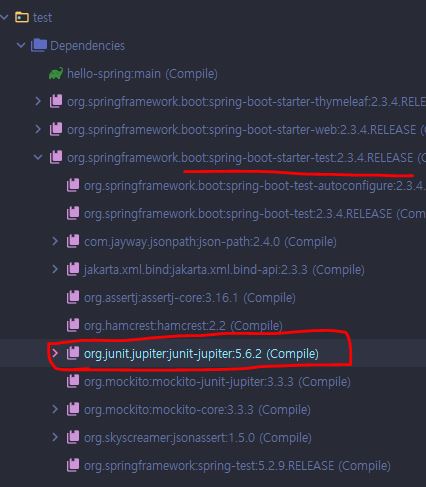 test
Dependencies
hello-spring:main (Compile)
org.springframework.boot:spring-boot-starter-thymeleaf:2.3.4.RELE
org.springframework.boot:spring-boot-starter-web:2.3.4.RELEASE (
org.springframework.boot:spring-boot-starter-test:2.3.4.RELEASE (C
org.springframework.boot:spring-boot-test-autoconfigure:2.3.4.
org.springframework.boot:spring-boot-test:2.3.4.RELEASE (Com
com.jayway.jsonpath:json-path:2.4.0 (Compile)
jakarta.xml.bind:jakarta.xml.bind-api:2.3.3 (Compile)
org.assertj:assertj-core:3.16.1 (Compile)
org.hamcrest:hamcrest:2.2 (Compile)
org.junit.jupiter:junit-jupiter:5.6.2 (Compile)
org.mockito:mockito-junit-jupiter:3.3.3 (Compile)
org.mockito:mockito-core:3.3.3 (Compile)
org.skyscreamer:jsonassert:1.5.0 (Compile)
org.springframework:spring-test:5.2.9.RELEASE (Compile)